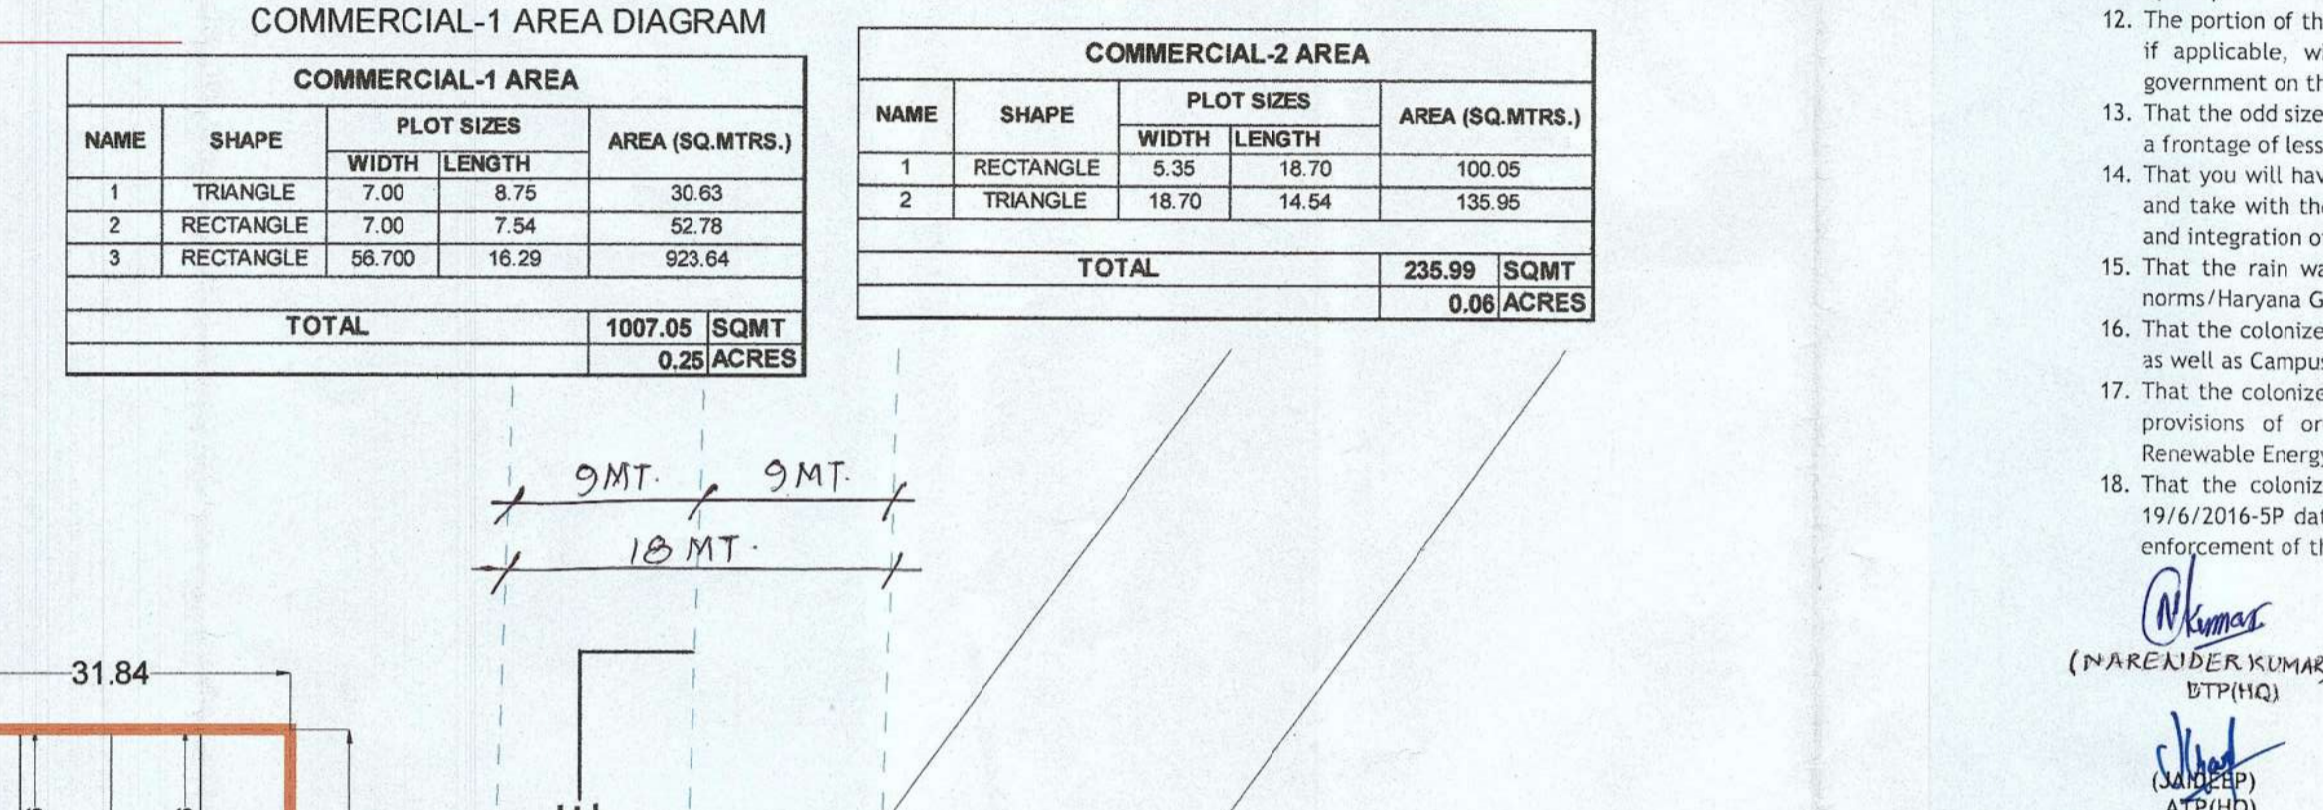 COMMERCIAL-1 AREA DIAGRAM
COMMERCIAL-1 AREA
NAME SHAPE PLOT SIZES AREA (SQ.MTRS.)
WIDTH LENGTH
1 TRIANGLE 7.00 8.75 30.63
2 RECTANGLE 7.00 7.54 52.78
3 RECTANGLE 56.700 16.29 923.64
TOTAL 1007.05 SQMT
0.25 ACRES
COMMERCIAL-2 AREA
NAME SHAPE PLOT SIZES AREA (SQ.MTRS.)
WIDTH LENGTH
1 RECTANGLE 5.35 18.70 100.05
2 TRIANGLE 18.70 14.54 135.95
TOTAL 235.99 SQMT
0.06 ACRES
9MT. 9MT.
18 MT.
31.84
12. The portion of th
if applicable, w
government on th
13. That the odd size
a frontage of less
14. That you will hav
and take with the
and integration o
15. That the rain wa
norms/Haryana G
16. That the colonize
as well as Campus
17. That the colonize
provisions of or
Renewable Energy
18. That the coloniz
19/6/2016-5P dat
enforcement of th
NKumar
(NARENDER KUMAR)
DTP(HQ)
(JAIDEEP)
ATP(HQ)